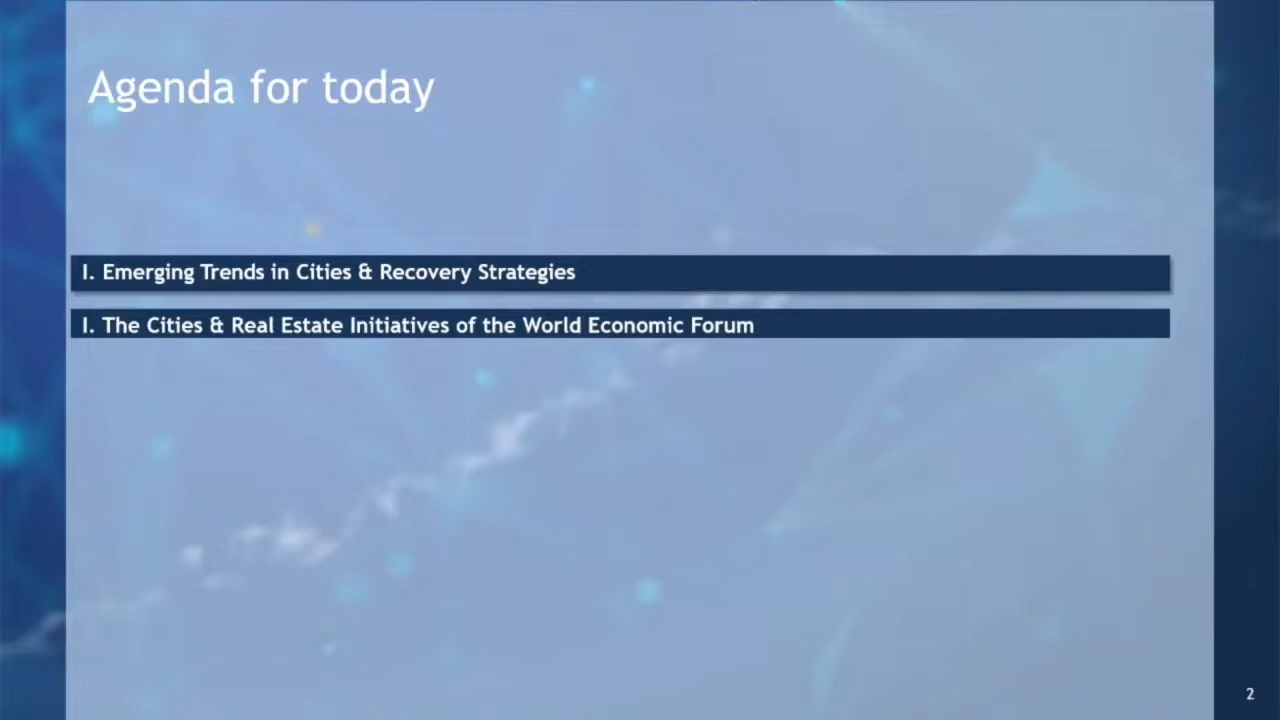 Agenda for today
I. Emerging Trends in Cities & Recovery Strategies
I. The Cities & Real Estate Initiatives of the World Economic Forum
2